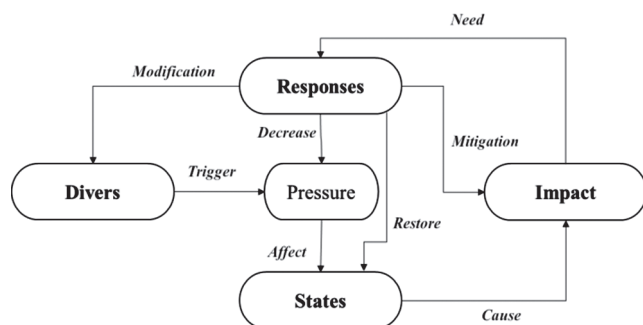 Need
Modification
Responses
Decrease
Mitigation
Trigger
Divers
Pressure
Impact
Restore
Affect
States
Cause